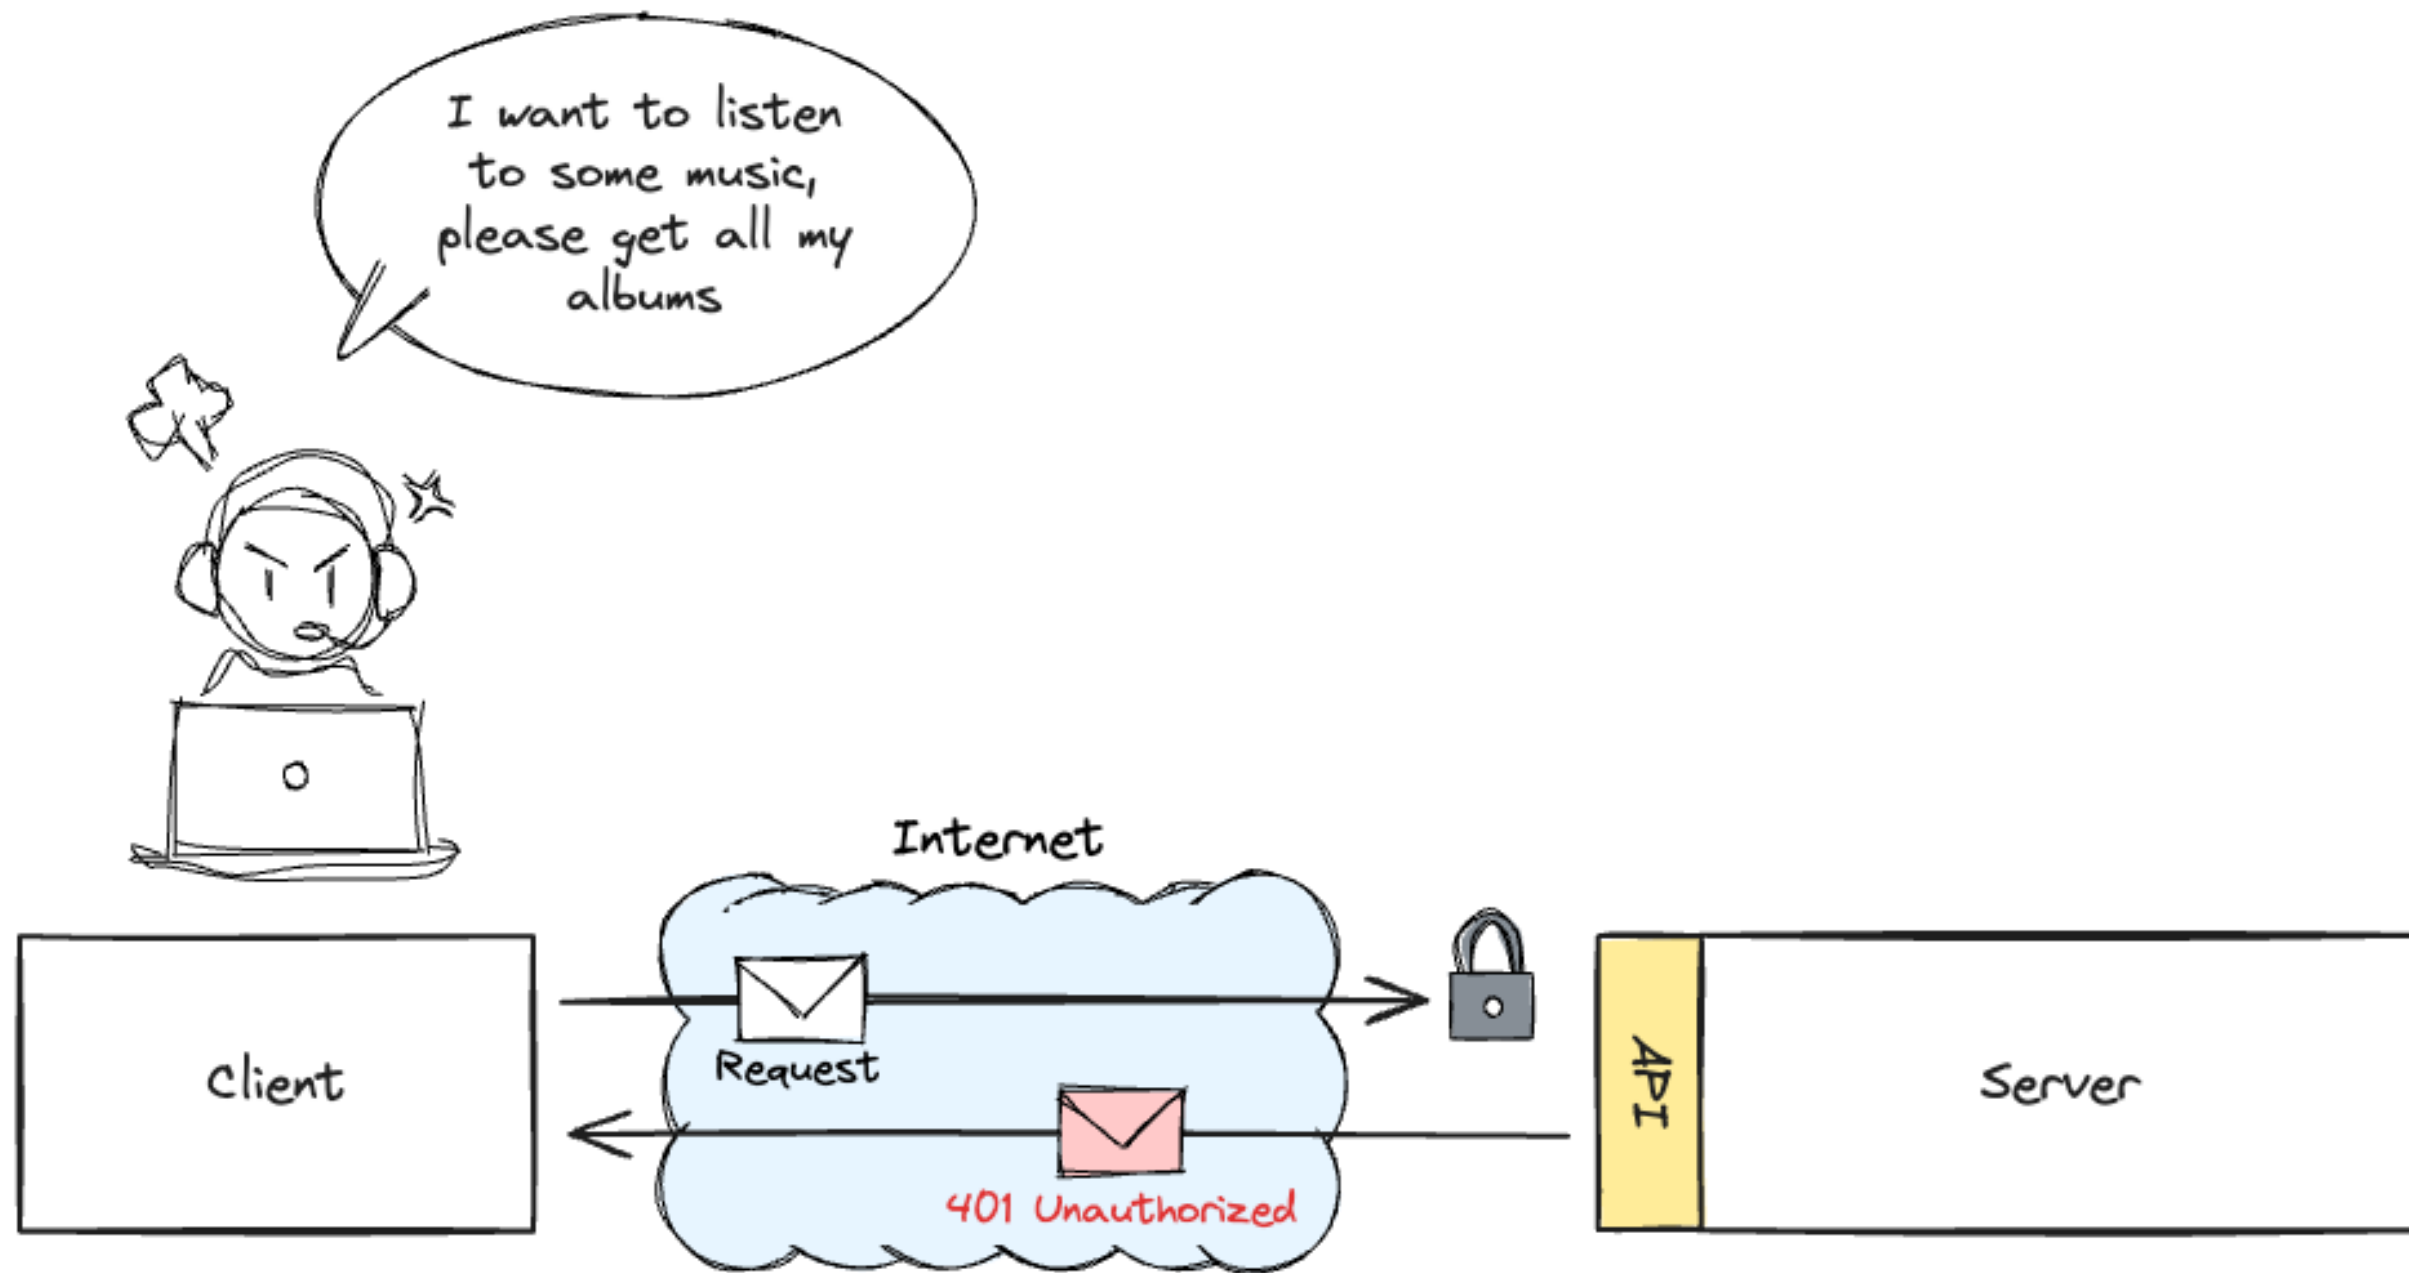 I want to listen
to some music,
please get all my
albums
Internet
Request
Client
API
Server
401 Unauthorized